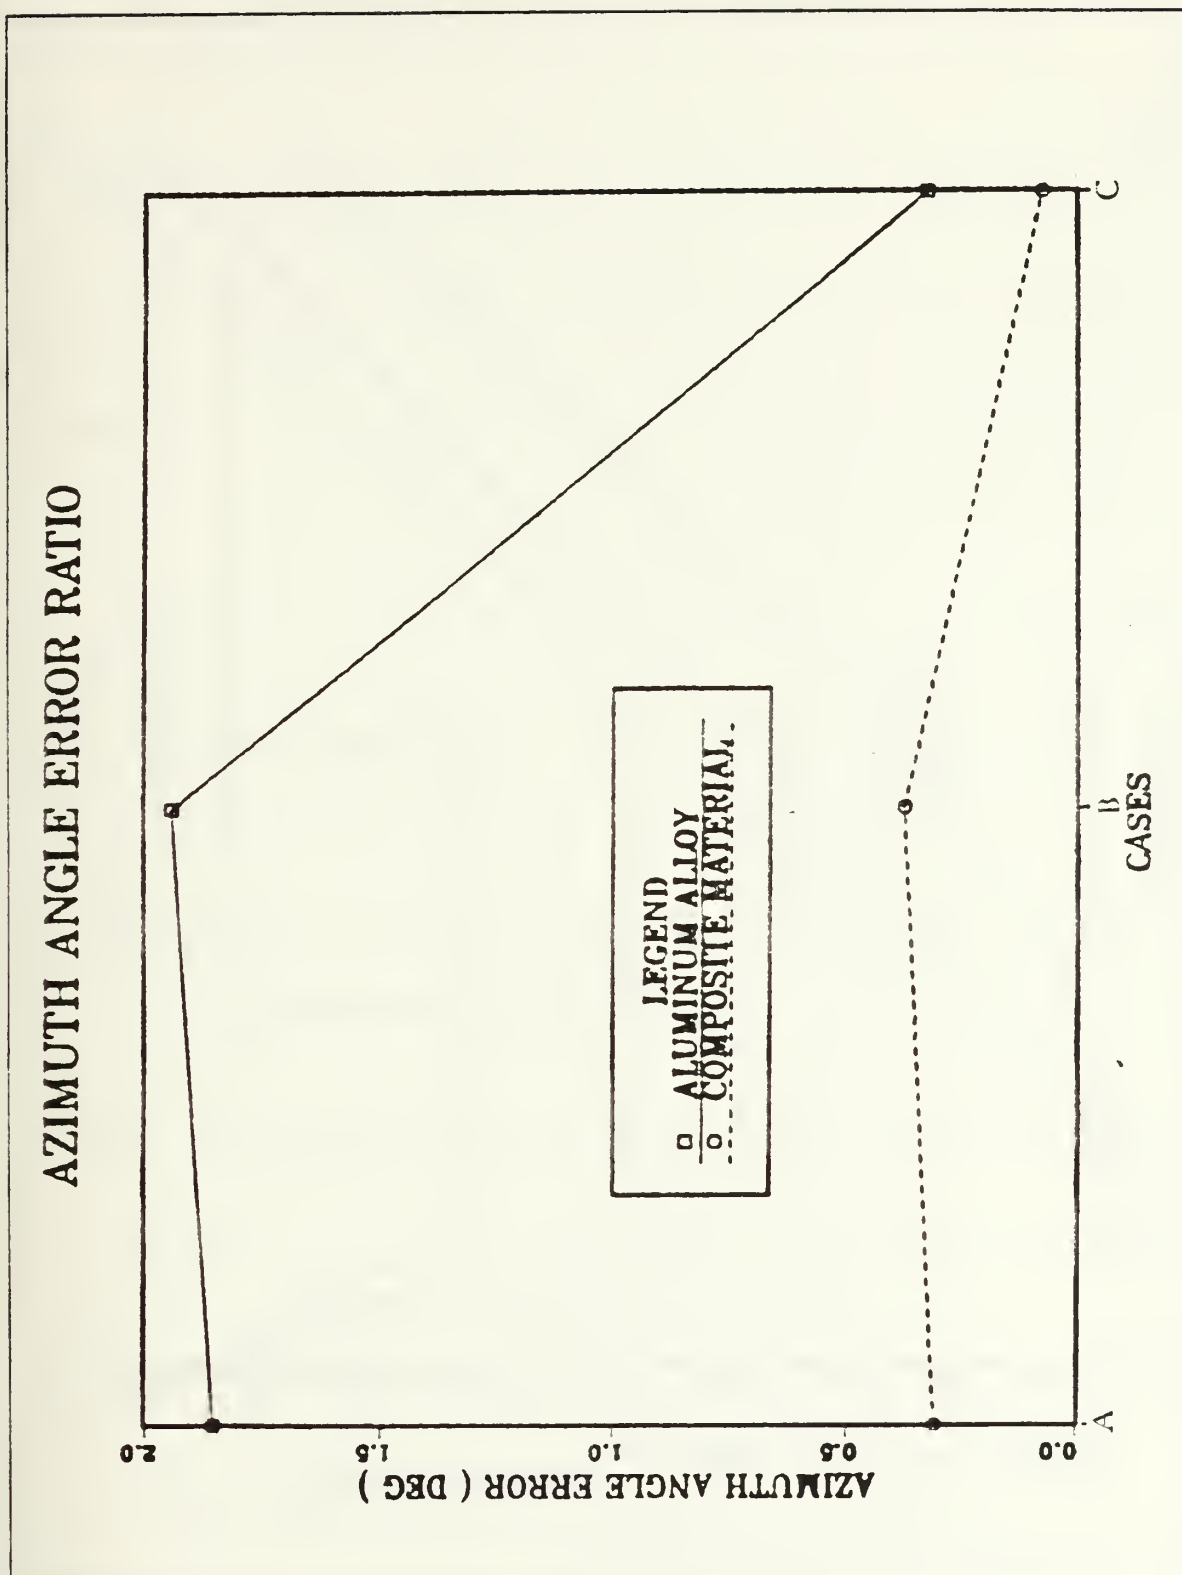 AZIMUTH ANGLE ERROR RATIO
AZIMUTH ANGLE ERROR ( DEG )
2.0
1.5
1.0
0.5
0.0
LEGEND
ALUMINUM ALLOY
COMPOSITE MATERIAL
A
B
C
CASES